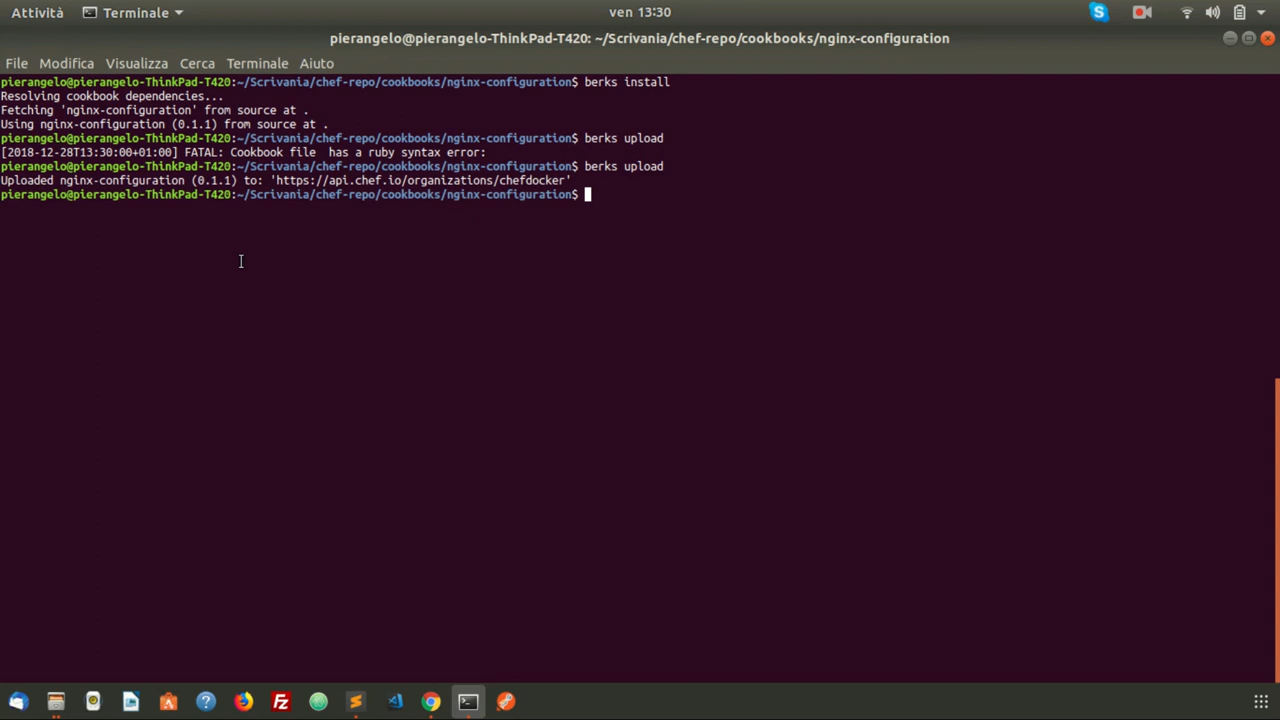 Attività Terminale ven 13:30
pierangelo@pierangelo-ThinkPad-T420: ~/Scrivania/chef-repo/cookbooks/nginx-configuration
File Modifica Visualizza Cerca Terminale Aiuto
pierangelo@pierangelo-ThinkPad-T420:~/Scrivania/chef-repo/cookbooks/nginx-configuration$ berks install
Resolving cookbook dependencies...
Fetching 'nginx-configuration' from source at .
Using nginx-configuration (0.1.1) from source at .
pierangelo@pierangelo-ThinkPad-T420:~/Scrivania/chef-repo/cookbooks/nginx-configuration$ berks upload
[2018-12-28T13:30:00+01:00] FATAL: Cookbook file  has a ruby syntax error:
pierangelo@pierangelo-ThinkPad-T420:~/Scrivania/chef-repo/cookbooks/nginx-configuration$ berks upload
Uploaded nginx-configuration (0.1.1) to: 'https://api.chef.io/organizations/chefdocker'
pierangelo@pierangelo-ThinkPad-T420:~/Scrivania/chef-repo/cookbooks/nginx-configuration$